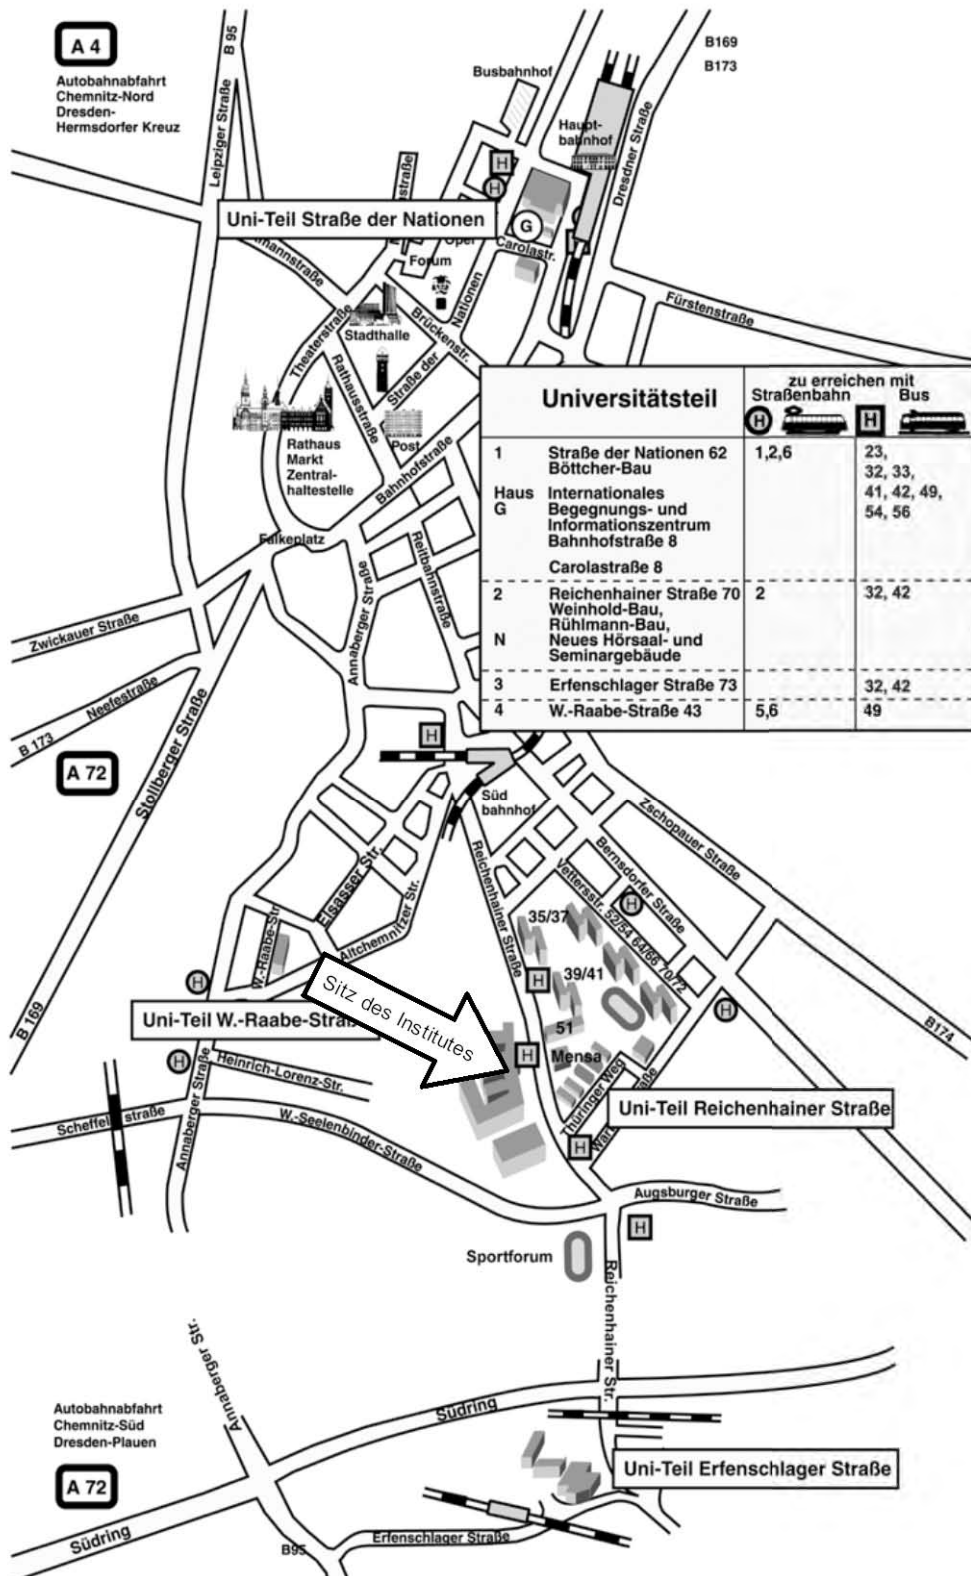 A 4
Autobahnabfahrt
Chemnitz-Nord
Dresden-
Hermsdorfer Kreuz
B 95
Leipziger Straße
B169
B173
Busbahnhof
Haupt-
bahnhof
Dresdner Straße
H
H
Uni-Teil Straße der Nationen
G
Carolastr.
Forum
Nationen
Fürstenstraße
Theaterstraße
Stadthalle
Brückenstr.
Rathausstraße
Straße der
Rathaus
Markt
Zentral-
haltestelle
Post
Bahnhofstraße
Falkeplatz
Reitbahnstraße
Annaberger Straße
Zwickauer Straße
Neefestraße
B 173
Stollberger Straße
A 72
Universitätsteil
zu erreichen mit
Straßenbahn Bus
H H
1 Straße der Nationen 62 1,2,6 23,
Böttcher-Bau 32, 33,
Haus Internationales 41, 42, 49,
G Begegnungs- und 54, 56
Informationszentrum
Bahnhofstraße 8
Carolastraße 8
2 Reichenhainer Straße 70 2 32, 42
Weinhold-Bau,
Rühlmann-Bau,
N Neues Hörsaal- und
Seminargebäude
3 Erfenschlager Straße 73 32, 42
4 W.-Raabe-Straße 43 5,6 49
H
Süd
bahnhof
Zschopauer Straße
Bernsdorfer Straße
Vettersstr. 52/54 64/66 70/72
Reichenhainer Straße
Elsasser Str.
Altchemnitzer Str.
W.-Raabe-Str.
35/37
H
39/41
H
H
H
51
Mensa
H
Sitz des Institutes
Uni-Teil W.-Raabe-Straß
B 169
H
Heinrich-Lorenz-Str.
Scheffel straße
Annaberger Straße
W.-Seelenbinder-Straße
B174
Thüringer Weg
Uni-Teil Reichenhainer Straße
H
Augsburger Straße
H
Sportforum
Reichenhainer Str.
Annaberger Str.
Autobahnabfahrt
Chemnitz-Süd
Dresden-Plauen
A 72
Südring
Uni-Teil Erfenschlager Straße
Südring
B95
Erfenschlager Straße